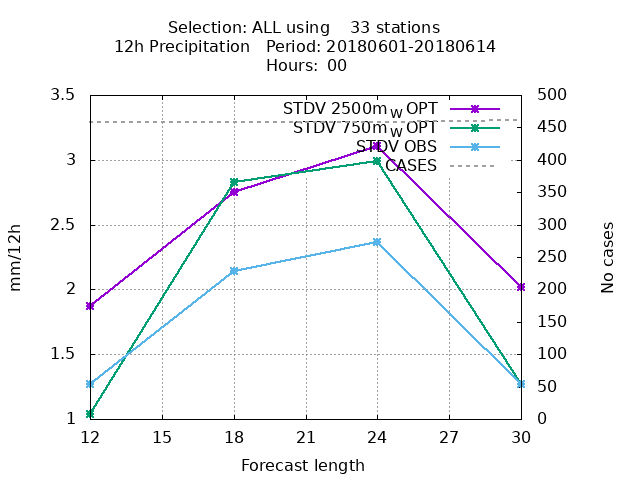 Selection: ALL using    33 stations
12h Precipitation   Period: 20180601-20180614
Hours:  00
3.5
3
2.5
2
1.5
1
mm/12h
500
450
400
350
300
250
200
150
100
50
0
No cases
STDV 2500m_W OPT
STDV 750m_W OPT
STDV OBS
CASES
12 15 18 21 24 27 30
Forecast length